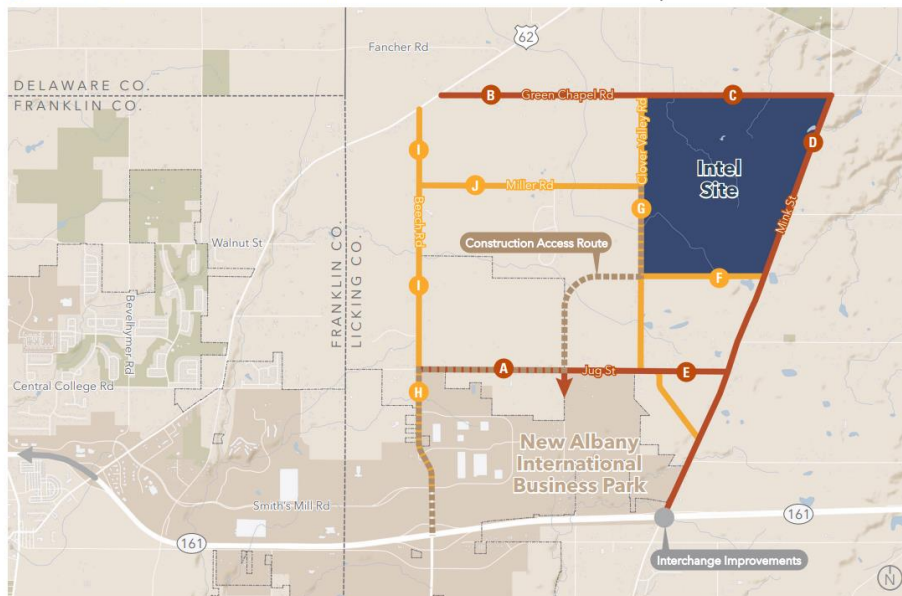 Fancher Rd
62
DELAWARE CO.
FRANKLIN CO.
B
Green Chapel Rd
C
D
I
Clover Valley Rd
Intel
Site
J
Miller Rd
Beech Rd
G
Mink St
Walnut St
Construction Access Route
FRANKLIN CO.
LICKING CO.
I
F
Bevelhymer Rd
Central College Rd
A
Jug St
E
H
New Albany
International
Business Park
Smith's Mill Rd
161
161
Interchange Improvements
N